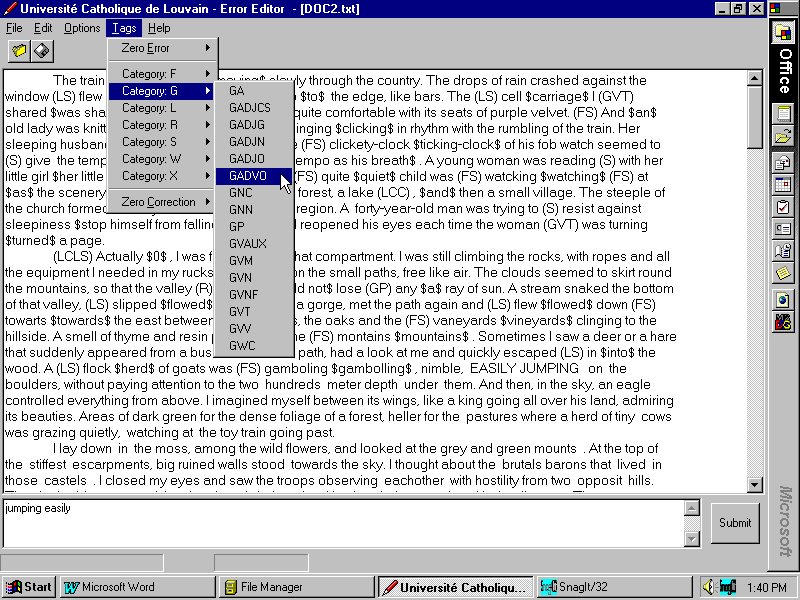 Université Catholique de Louvain - Error Editor - [DOC2.txt]
File Edit Options Tags Help
Zero Error
Category: F
Category: G
Category: L
Category: R
Category: S
Category: W
Category: X
Zero Correction
GA
GADJCS
GADJG
GADJN
GADJO
GADVO
GNC
GNN
GP
GVAUX
GVM
GVN
GVNF
GVT
GVV
GWC
The train moving$ slowly through the country. The drops of rain crashed against the
window (LS) flew $to$ the edge, like bars. The (LS) cell $carriage$ I (GVT)
shared $was sha quite comfortable with its seats of purple velvet. (FS) And $an$
old lady was knitt inging $clicking$ in rhythm with the rumbling of the train. Her
sleeping husban (FS) clickety-clock $ticking-clock$ of his fob watch seemed to
(S) give the temp empo as his breath$ . A young woman was reading (S) with her
little girl $her little (FS) quite $quiet$ child was (FS) watcking $watching$ (FS) at
$as$ the scenery forest, a lake (LCC) , $and$ then a small village. The steeple of
the church forme region. A forty-year-old man was trying to (S) resist against
sleepiness $stop himself from fallin I reopened his eyes each time the woman (GVT) was turning
$turned$ a page.
(LCLS) Actually $0$ , I was f hat compartment. I was still climbing the rocks, with ropes and all
the equipment I needed in my rucks on the small paths, free like air. The clouds seemed to skirt round
the mountains, so that the valley (R) ld not$ lose (GP) any $a$ ray of sun. A stream snaked the bottom
of that valley, (LS) slipped $flowed$ a gorge, met the path again and (LS) flew $flowed$ down (FS)
towarts $towards$ the east between s, the oaks and the (FS) vaneyards $vineyards$ clinging to the
hillside. A smell of thyme and resin the (FS) montains $mountains$ . Sometimes I saw a deer or a hare
that suddenly appeared from a bus path, had a look at me and quickly escaped (LS) in $into$ the
wood. A (LS) flock $herd$ of goats was (FS) gamboling $gambolling$ , nimble, EASILY JUMPING on the
boulders, without paying attention to the two hundreds meter depth under them. And then, in the sky, an eagle
controlled everything from above. I imagined myself between its wings, like a king going all over his land, admiring
its beauties. Areas of dark green for the dense foliage of a forest, heller for the pastures where a herd of tiny cows
was grazing quietly, watching at the toy train going past.
I lay down in the moss, among the wild flowers, and looked at the grey and green mounts . At the top of
the stiffest escarpments, big ruined walls stood towards the sky. I thought about the brutals barons that lived in
those castels . I closed my eyes and saw the troops observing eachother with hostility from two opposit hills.
jumping easily
Submit
Office
Microsoft
Start Microsoft Word File Manager Université Catholiqu... SnagIt/32 1:40 PM